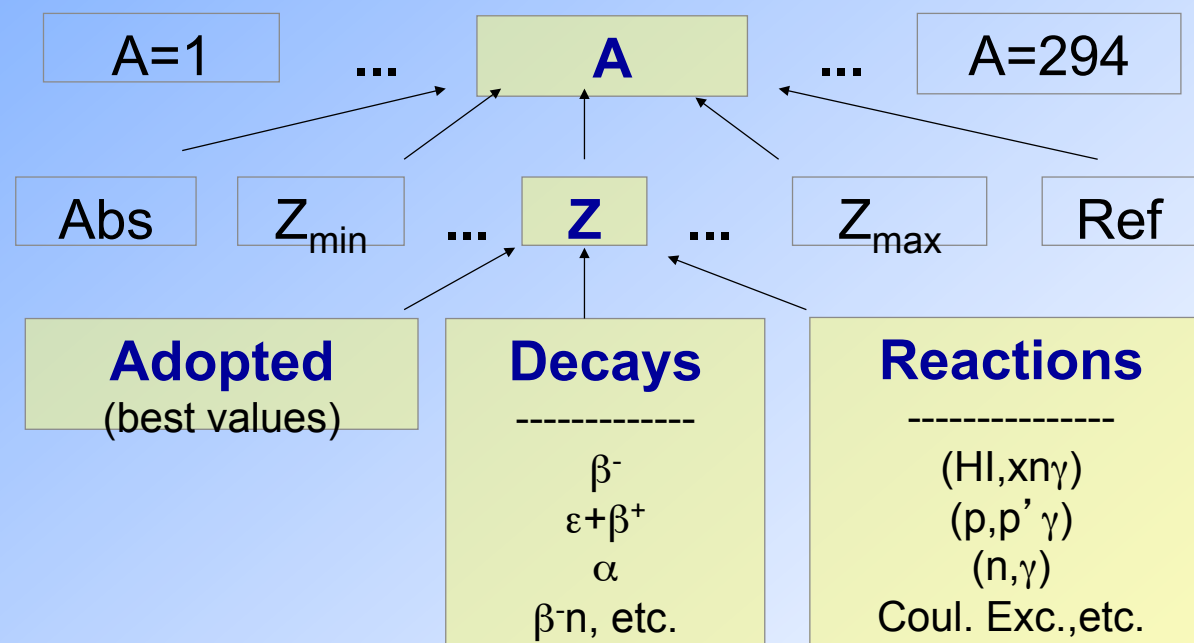 A=1 ... A ... A=294
Abs Zmin ... Z ... Zmax Ref
Adopted
(best values)
Decays
-------------
β⁻
ε+β⁺
α
β⁻n, etc.
Reactions
---------------
(HI,xnγ)
(p,p’ γ)
(n,γ)
Coul. Exc.,etc.